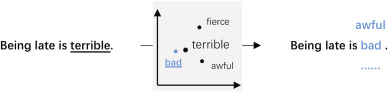 Being late is terrible.
fierce
terrible
bad
awful
awful
Being late is bad .
......